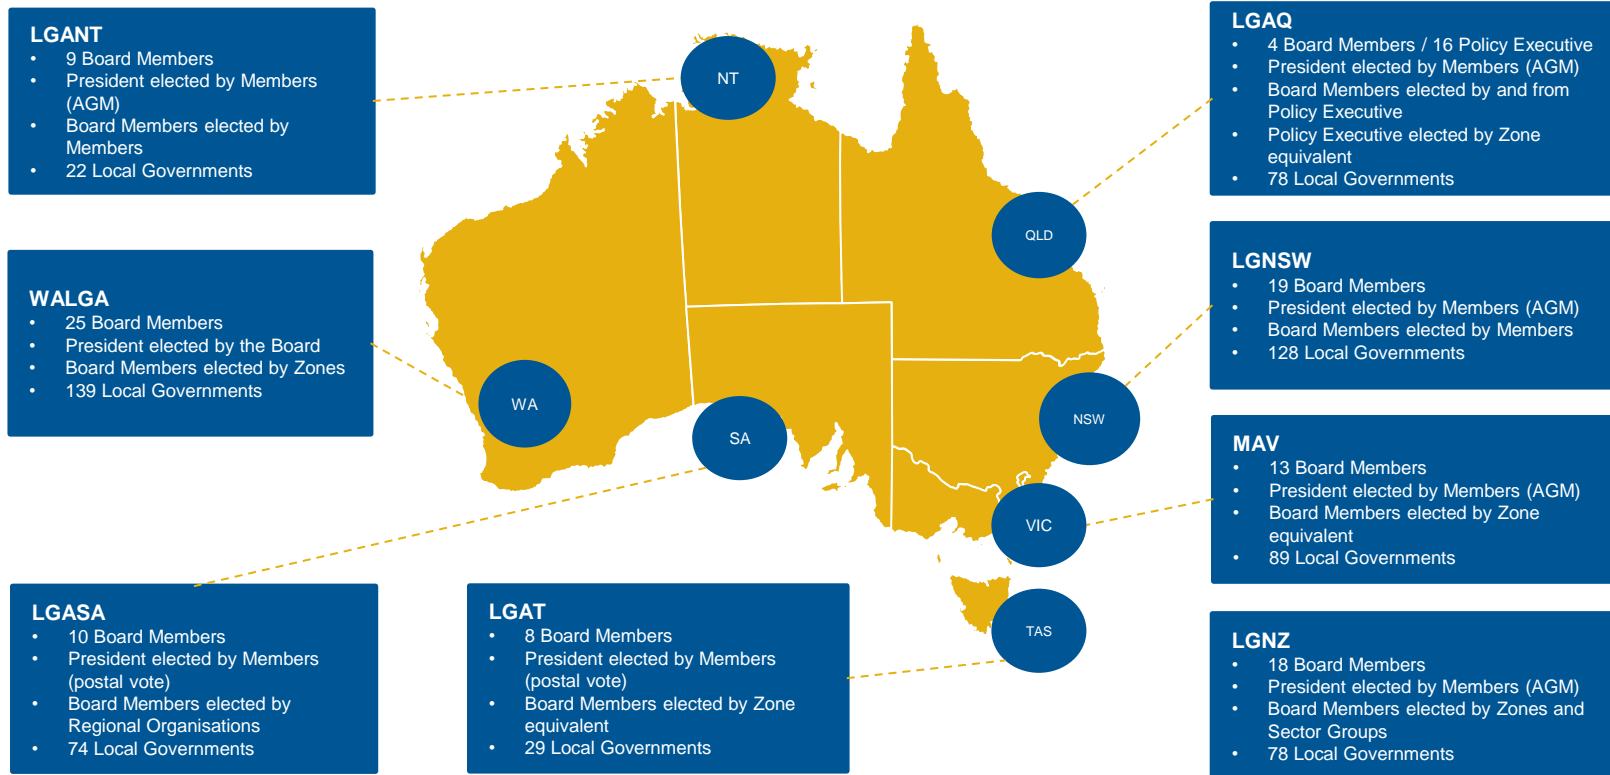 LGANT
• 9 Board Members
• President elected by Members
(AGM)
• Board Members elected by
Members
• 22 Local Governments
NT
LGAQ
• 4 Board Members / 16 Policy Executive
• President elected by Members (AGM)
• Board Members elected by and from
Policy Executive
• Policy Executive elected by Zone
equivalent
• 78 Local Governments
QLD
WALGA
• 25 Board Members
• President elected by the Board
• Board Members elected by Zones
• 139 Local Governments
WA
SA
LGNSW
• 19 Board Members
• President elected by Members (AGM)
• Board Members elected by Members
• 128 Local Governments
NSW
MAV
• 13 Board Members
• President elected by Members (AGM)
• Board Members elected by Zone
equivalent
• 89 Local Governments
VIC
LGASA
• 10 Board Members
• President elected by Members
(postal vote)
• Board Members elected by
Regional Organisations
• 74 Local Governments
LGAT
• 8 Board Members
• President elected by Members
(postal vote)
• Board Members elected by Zone
equivalent
• 29 Local Governments
TAS
LGNZ
• 18 Board Members
• President elected by Members (AGM)
• Board Members elected by Zones and
Sector Groups
• 78 Local Governments